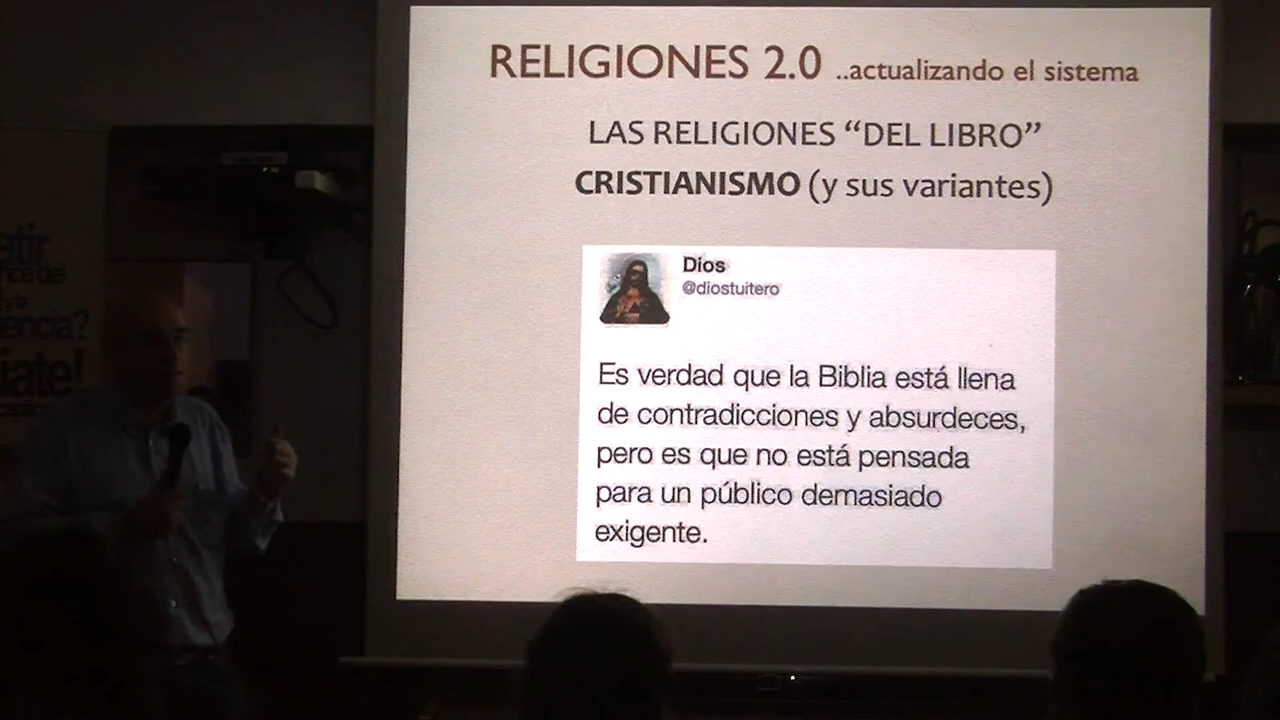 RELIGIONES 2.0 ..actualizando el sistema
LAS RELIGIONES “DEL LIBRO”
CRISTIANISMO (y sus variantes)
Dios
@diostuitero
Es verdad que la Biblia está llena
de contradicciones y absurdeces,
pero es que no está pensada
para un público demasiado
exigente.